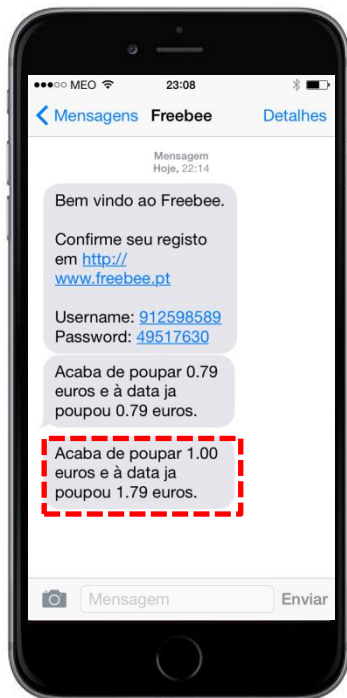 MEO 23:08
Mensagens Freebee Detalhes
Mensagem
Hoje, 22:14
Bem vindo ao Freebee.
Confirme seu registo
em http://
www.freebee.pt
Username: 912598589
Password: 49517630
Acaba de poupar 0.79
euros e à data ja
poupou 0.79 euros.
Acaba de poupar 1.00
euros e à data ja
poupou 1.79 euros.
Mensagem Enviar